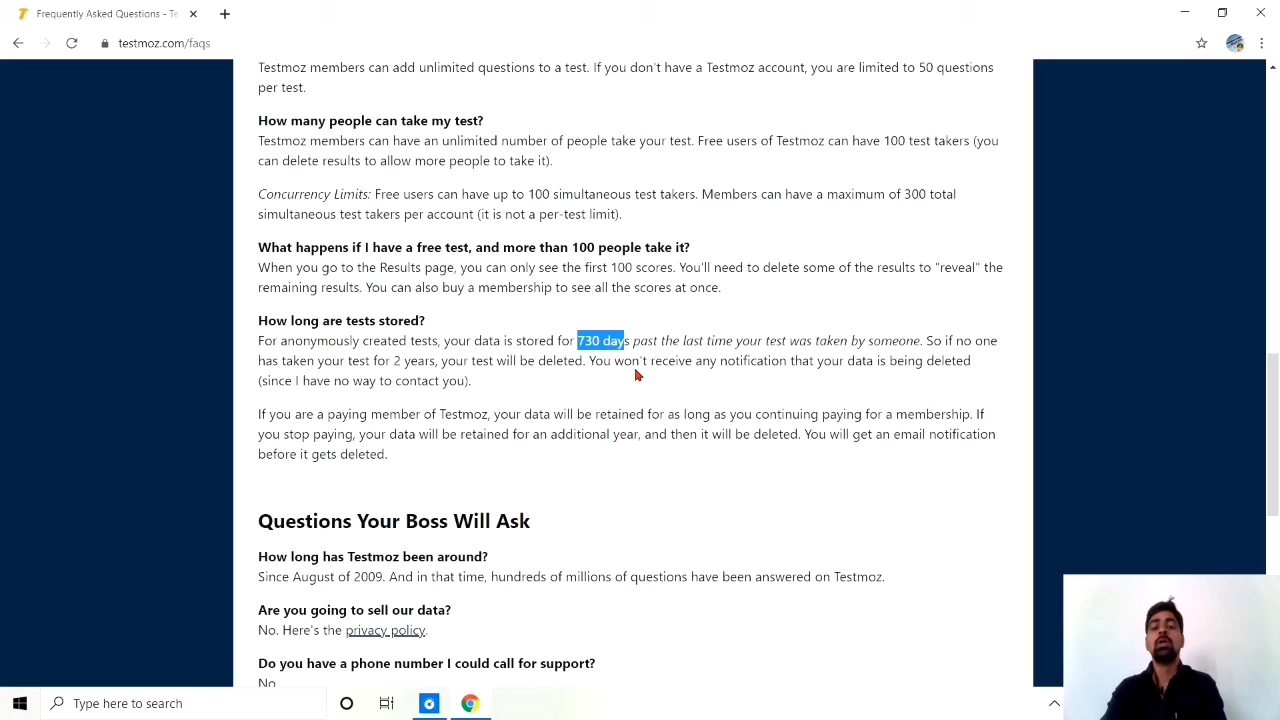 Frequently Asked Questions - Te
testmoz.com/faqs
Testmoz members can add unlimited questions to a test. If you don't have a Testmoz account, you are limited to 50 questions
per test.
How many people can take my test?
Testmoz members can have an unlimited number of people take your test. Free users of Testmoz can have 100 test takers (you
can delete results to allow more people to take it).
Concurrency Limits: Free users can have up to 100 simultaneous test takers. Members can have a maximum of 300 total
simultaneous test takers per account (it is not a per-test limit).
What happens if I have a free test, and more than 100 people take it?
When you go to the Results page, you can only see the first 100 scores. You'll need to delete some of the results to "reveal" the
remaining results. You can also buy a membership to see all the scores at once.
How long are tests stored?
For anonymously created tests, your data is stored for 730 days past the last time your test was taken by someone. So if no one
has taken your test for 2 years, your test will be deleted. You won't receive any notification that your data is being deleted
(since I have no way to contact you).
If you are a paying member of Testmoz, your data will be retained for as long as you continuing paying for a membership. If
you stop paying, your data will be retained for an additional year, and then it will be deleted. You will get an email notification
before it gets deleted.
Questions Your Boss Will Ask
How long has Testmoz been around?
Since August of 2009. And in that time, hundreds of millions of questions have been answered on Testmoz.
Are you going to sell our data?
No. Here's the privacy policy.
Do you have a phone number I could call for support?
No
Type here to search